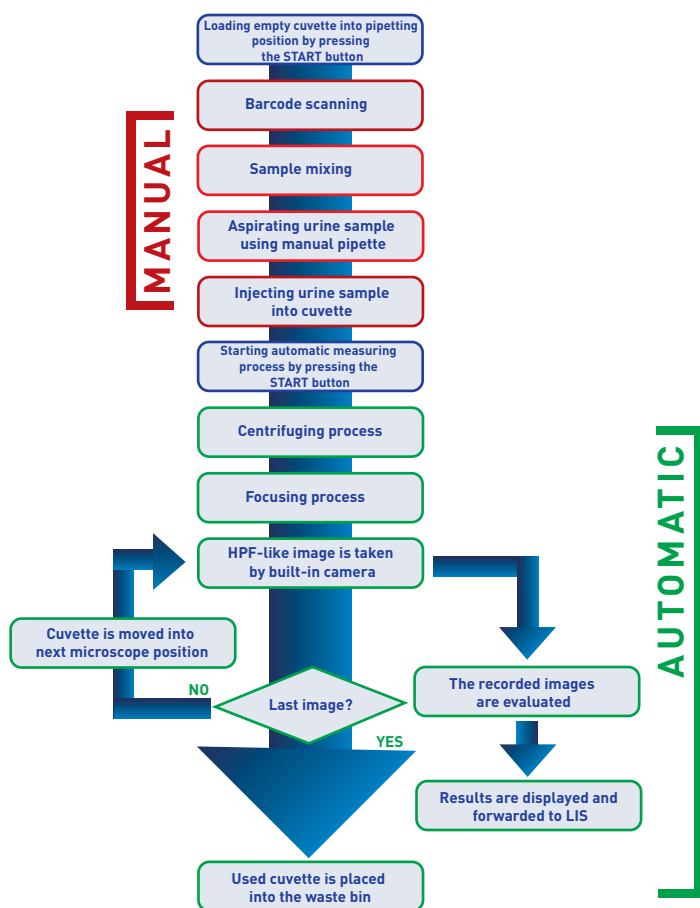 Loading empty cuvette into pipetting
position by pressing
the START button
Barcode scanning
MANUAL
Sample mixing
Aspirating urine sample
using manual pipette
Injecting urine sample
into cuvette
Starting automatic measuring
process by pressing the
START button
Centrifuging process
AUTOMATIC
Focusing process
HPF-like image is taken
by built-in camera
Cuvette is moved into
next microscope position
NO
Last image?
YES
The recorded images
are evaluated
Results are displayed and
forwarded to LIS
Used cuvette is placed
into the waste bin